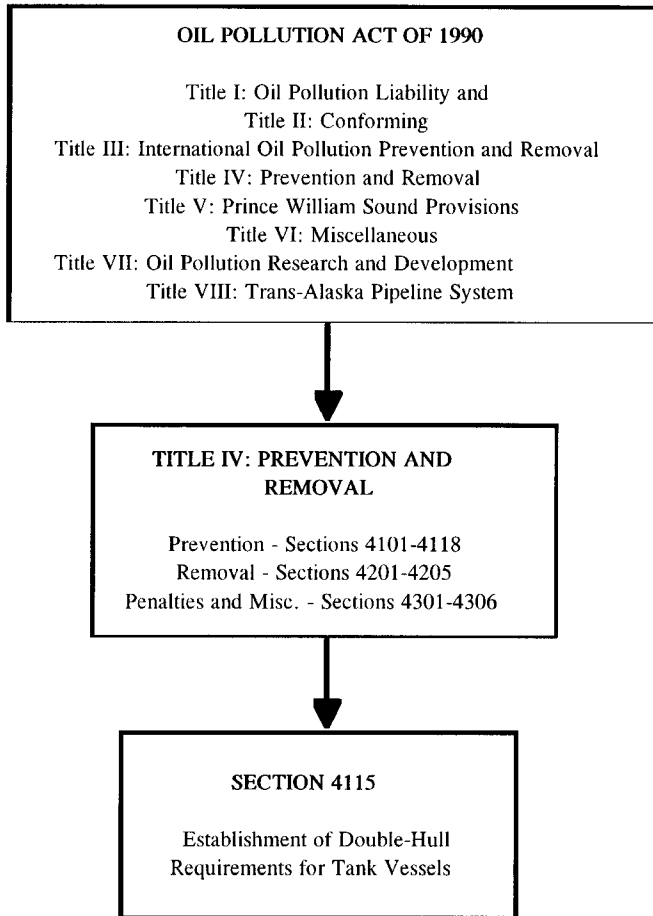 OIL POLLUTION ACT OF 1990
Title I: Oil Pollution Liability and
Title II: Conforming
Title III: International Oil Pollution Prevention and Removal
Title IV: Prevention and Removal
Title V: Prince William Sound Provisions
Title VI: Miscellaneous
Title VII: Oil Pollution Research and Development
Title VIII: Trans-Alaska Pipeline System
TITLE IV: PREVENTION AND
REMOVAL
Prevention - Sections 4101-4118
Removal - Sections 4201-4205
Penalties and Misc. - Sections 4301-4306
SECTION 4115
Establishment of Double-Hull
Requirements for Tank Vessels